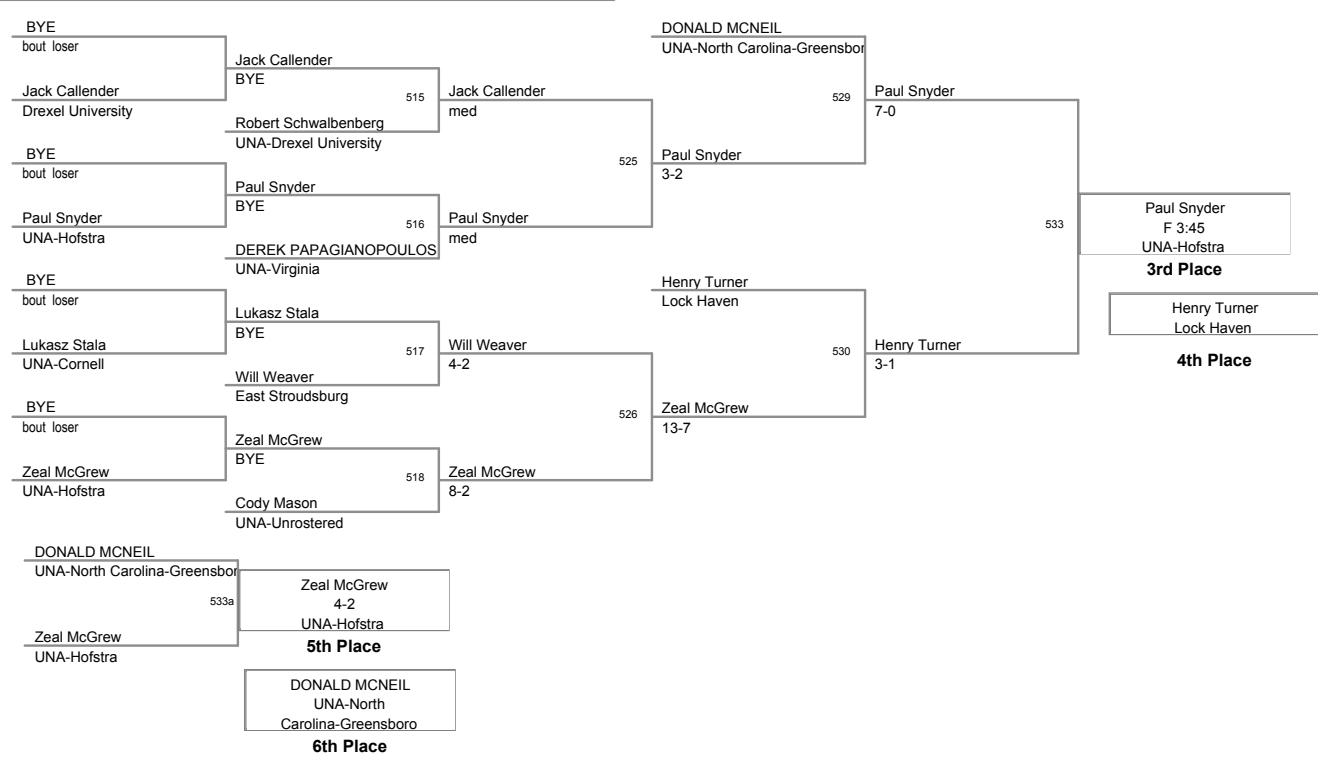 BYE
bout loser
Jack Callender
Drexel University
BYE
bout loser
Paul Snyder
UNA-Hofstra
BYE
bout loser
Lukasz Stala
UNA-Cornell
BYE
bout loser
Zeal McGrew
UNA-Hofstra
Jack Callender
BYE
515
Robert Schwalbenberg
UNA-Drexel University
Paul Snyder
BYE
516
DEREK PAPAGIANOPOULOS
UNA-Virginia
Lukasz Stala
BYE
517
Will Weaver
East Stroudsburg
Zeal McGrew
BYE
518
Cody Mason
UNA-Unrostered
Jack Callender
med
525
Paul Snyder
med
Will Weaver
4-2
526
Zeal McGrew
8-2
DONALD MCNEIL
UNA-North Carolina-Greensbor
529
Paul Snyder
3-2
Henry Turner
Lock Haven
530
Zeal McGrew
13-7
Paul Snyder
7-0
533
Henry Turner
3-1
Paul Snyder
F 3:45
UNA-Hofstra
3rd Place
Henry Turner
Lock Haven
4th Place
DONALD MCNEIL
UNA-North Carolina-Greensbor
533a
Zeal McGrew
UNA-Hofstra
Zeal McGrew
4-2
UNA-Hofstra
5th Place
DONALD MCNEIL
UNA-North
Carolina-Greensboro
6th Place